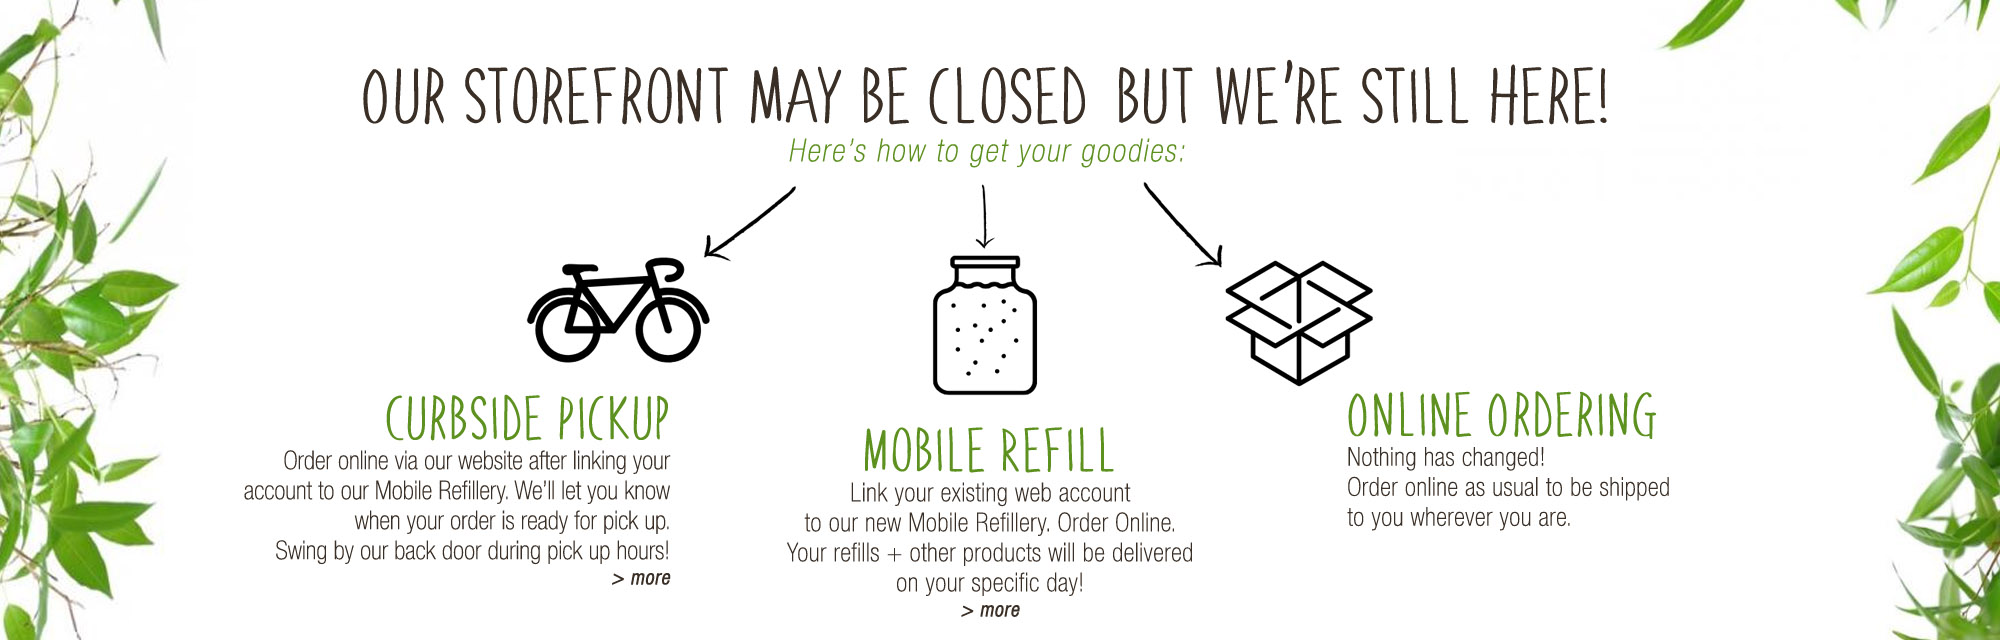 OUR STOREFRONT MAY BE CLOSED BUT WE'RE STILL HERE!
Here's how to get your goodies:
CURBSIDE PICKUP
Order online via our website after linking your
account to our Mobile Refillery. We'll let you know
when your order is ready for pick up.
Swing by our back door during pick up hours!
> more
MOBILE REFILL
Link your existing web account
to our new Mobile Refillery. Order Online.
Your refills + other products will be delivered
on your specific day!
> more
ONLINE ORDERING
Nothing has changed!
Order online as usual to be shipped
to you wherever you are.